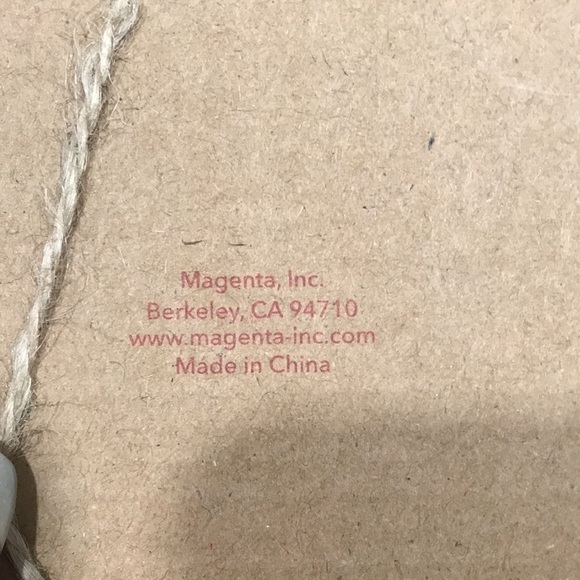 Magenta, Inc.
Berkeley, CA 94710
www.magenta-inc.com
Made in China